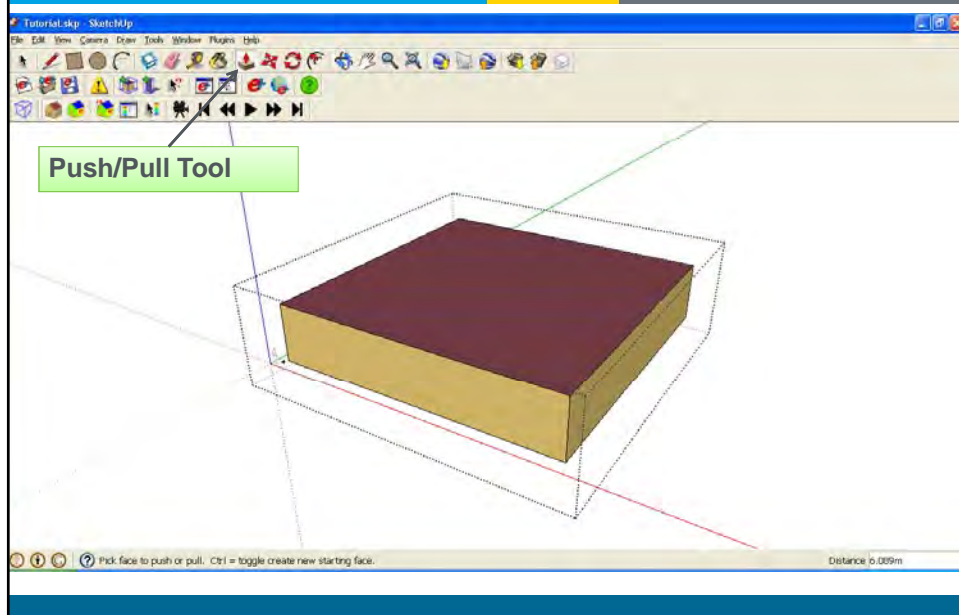 Tutorial.skp - SketchUp
File Edit View Camera Draw Tools Window Plugins Help
Push/Pull Tool
Pick face to push or pull. Ctrl = toggle create new starting face.
Distance 6.089m